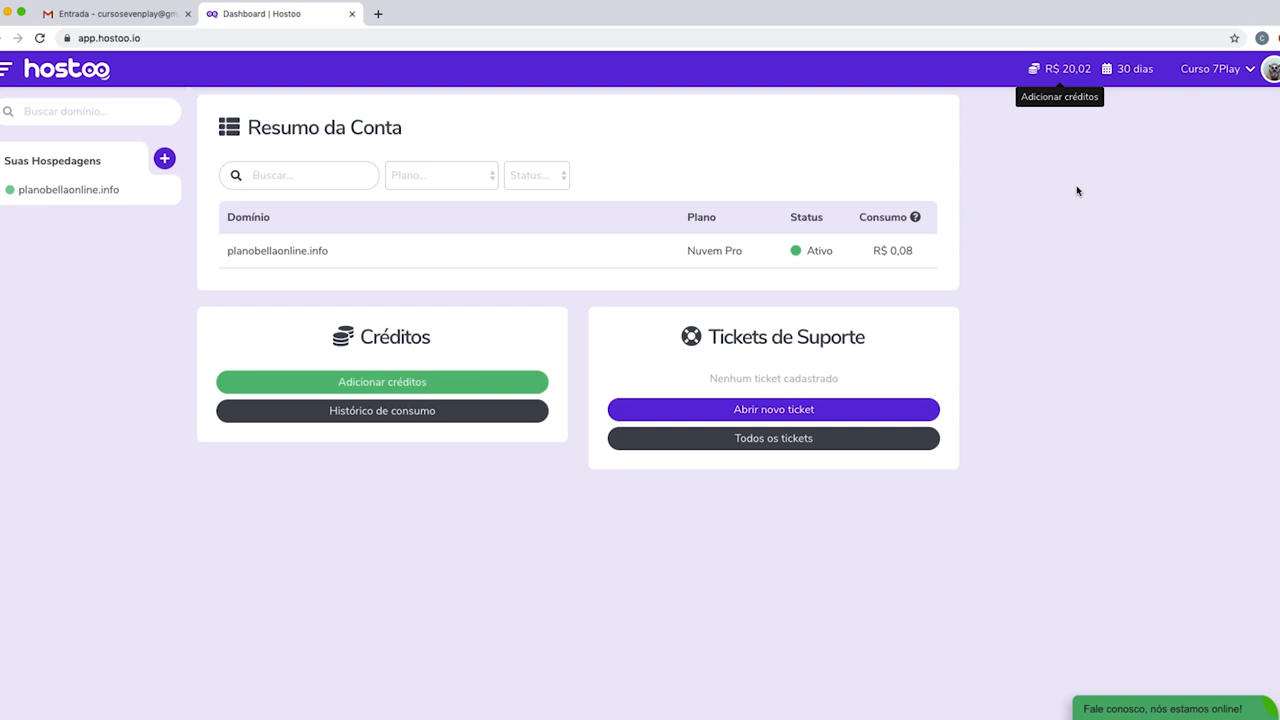 Entrada - cursosevenplay@gm
Dashboard | Hostoo
app.hostoo.io
hostoo
R$ 20,02
30 dias
Curso 7Play
Adicionar créditos
Buscar domínio...
Suas Hospedagens
planobellaonline.info
Resumo da Conta
Buscar...
Plano...
Status...
Domínio Plano Status Consumo
planobellaonline.info Nuvem Pro Ativo R$ 0,08
Créditos
Adicionar créditos
Histórico de consumo
Tickets de Suporte
Nenhum ticket cadastrado
Abrir novo ticket
Todos os tickets
Fale conosco, nós estamos online!